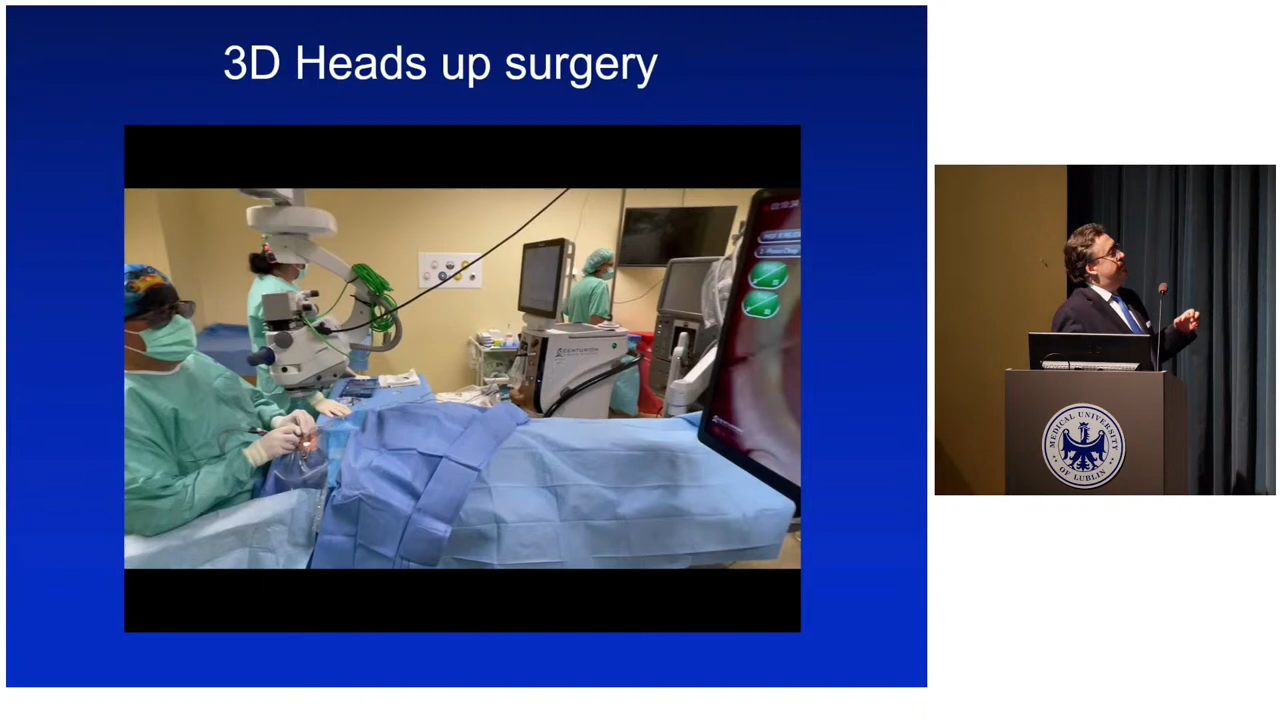 3D Heads up surgery
CENTURION
MEDICAL UNIVERSITY
OF LUBLIN